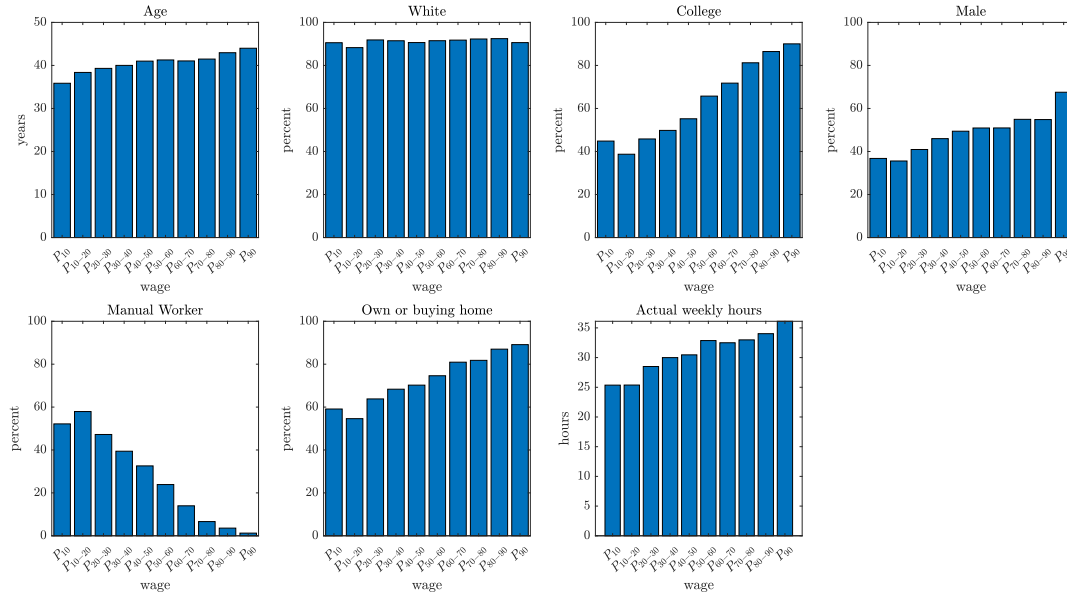 Age
years
50
40
30
20
10
0
P10
P10−20
P20−30
P30−40
P40−50
P50−60
P60−70
P70−80
P80−90
P90
wage
White
percent
100
80
60
40
20
0
P10
P10−20
P20−30
P30−40
P40−50
P50−60
P60−70
P70−80
P80−90
P90
wage
College
percent
100
80
60
40
20
0
P10
P10−20
P20−30
P30−40
P40−50
P50−60
P60−70
P70−80
P80−90
P90
wage
Male
percent
100
80
60
40
20
0
P10
P10−20
P20−30
P30−40
P40−50
P50−60
P60−70
P70−80
P80−90
wage
Manual Worker
percent
100
80
60
40
20
0
P10
P10−20
P20−30
P30−40
P40−50
P50−60
P60−70
P70−80
P80−90
P90
wage
Own or buying home
percent
100
80
60
40
20
0
P10
P10−20
P20−30
P30−40
P40−50
P50−60
P60−70
P70−80
P80−90
P90
wage
Actual weekly hours
hours
35
30
25
20
15
10
5
0
P10
P10−20
P20−30
P30−40
P40−50
P50−60
P60−70
P70−80
P80−90
P90
wage